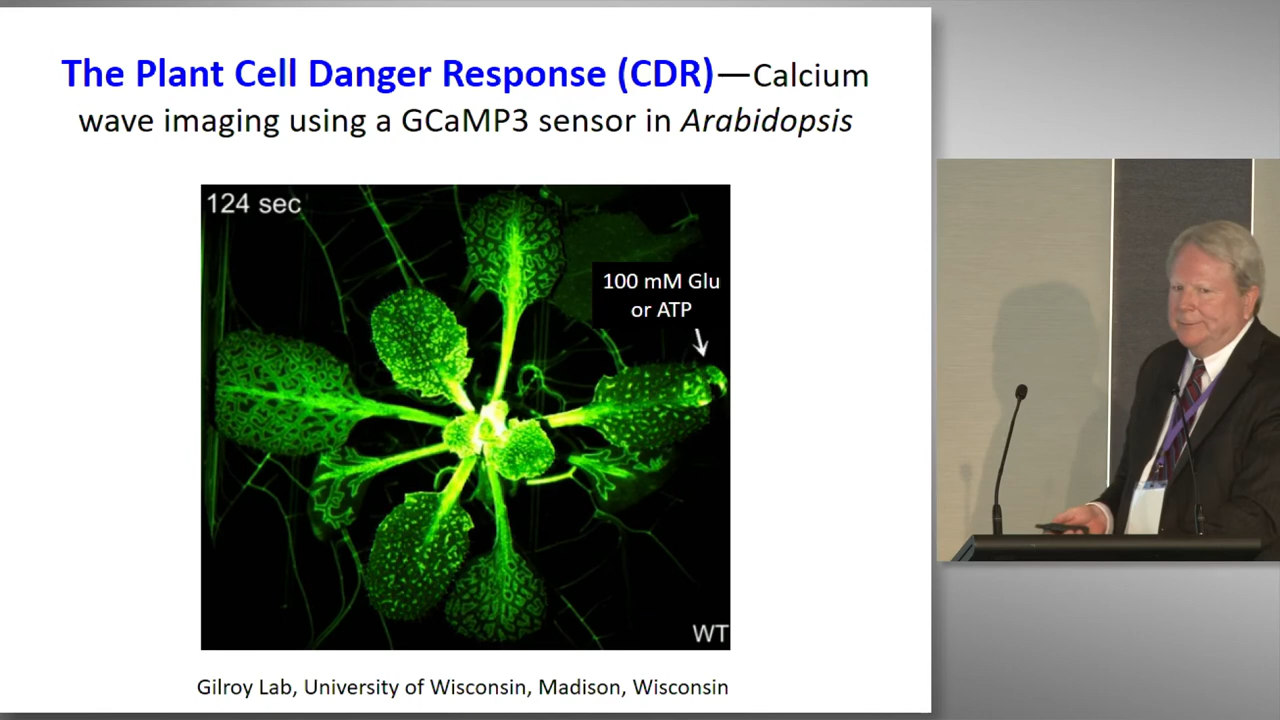 The Plant Cell Danger Response (CDR)—Calcium
wave imaging using a GCaMP3 sensor in Arabidopsis
124 sec
100 mM Glu
or ATP
WT
Gilroy Lab, University of Wisconsin, Madison, Wisconsin